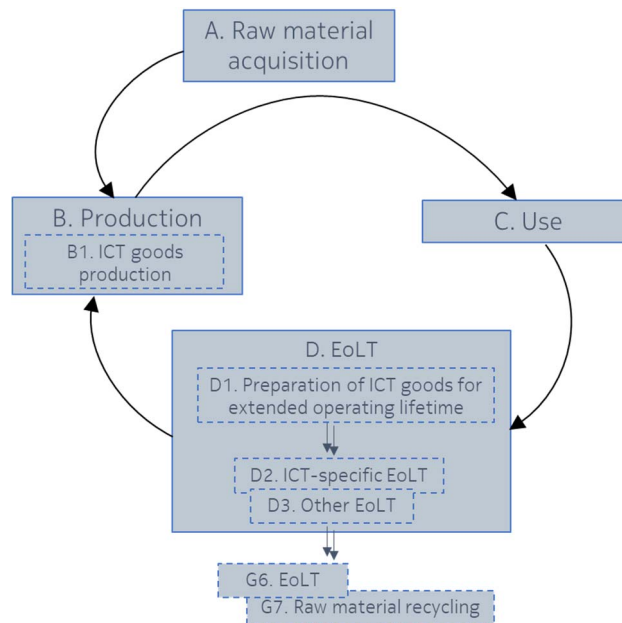 A. Raw material
acquisition
B. Production
B1. ICT goods
production
C. Use
D. EoLT
D1. Preparation of ICT goods for
extended operating lifetime
D2. ICT-specific EoLT
D3. Other EoLT
G6. EoLT
G7. Raw material recycling